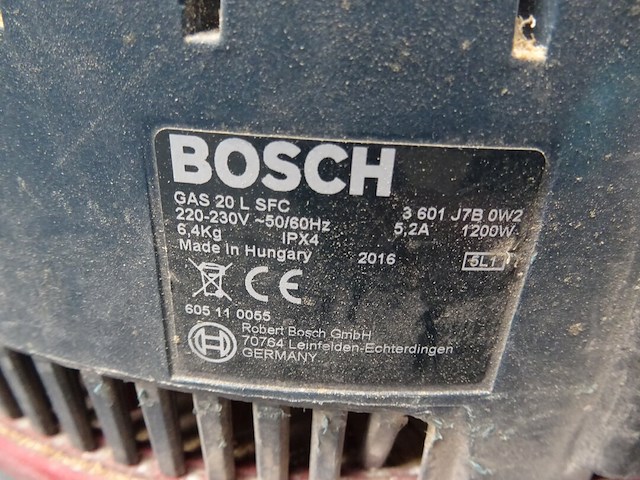 BOSCH
GAS 20 L SFC 3 601 J7B 0W2
220-230V ~50/60Hz 5,2A 1200W
6,4Kg IPX4
Made in Hungary 2016 6L1
CE
605 11 0055
Robert Bosch GmbH
70764 Leinfelden-Echterdingen
GERMANY